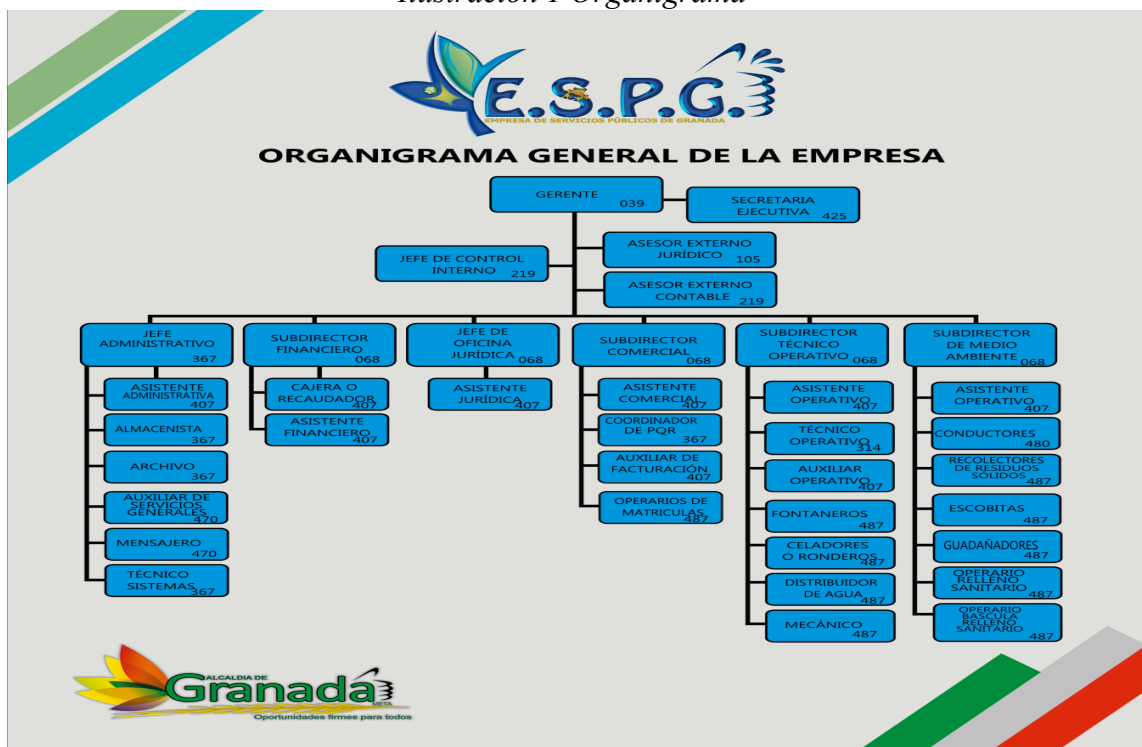 Ilustración 1 Organigrama
E.S.P.G.
EMPRESA DE SERVICIOS PÚBLICOS DE GRANADA
ORGANIGRAMA GENERAL DE LA EMPRESA
GERENTE
039
SECRETARIA
EJECUTIVA 425
JEFE DE CONTROL
INTERNO 219
ASESOR EXTERNO
JURÍDICO 105
ASESOR EXTERNO
CONTABLE 219
JEFE
ADMINISTRATIVO
367
ASISTENTE
ADMINISTRATIVA
407
ALMACENISTA
367
ARCHIVO
367
AUXILIAR DE
SERVICIOS
GENERALES
470
MENSAJERO
470
TÉCNICO
SISTEMAS 367
SUBDIRECTOR
FINANCIERO
068
CAJERA O
RECAUDADOR
407
ASISTENTE
FINANCIERO
407
JEFE DE
OFICINA
JURÍDICA 068
ASISTENTE
JURÍDICA
407
SUBDIRECTOR
COMERCIAL
068
ASISTENTE
COMERCIAL
407
COORDINADOR
DE PQR
367
AUXILIAR DE
FACTURACIÓN
407
OPERARIOS DE
MATRICULAS
487
SUBDIRECTOR
TÉCNICO
OPERATIVO 068
ASISTENTE
OPERATIVO
407
TÉCNICO
OPERATIVO
314
AUXILIAR
OPERATIVO
407
FONTANEROS
487
CELADORES
O RONDEROS
487
DISTRIBUIDOR
DE AGUA
487
MECÁNICO
487
SUBDIRECTOR
DE MEDIO
AMBIENTE
068
ASISTENTE
OPERATIVO
407
CONDUCTORES
480
RECOLECTORES
DE RESIDUOS
SOLIDOS
487
ESCOBITAS
487
GUADAÑADORES
487
OPERARIO
RELLENO
SANITARIO
487
OPERARIO
BASCULA
RELLENO
SANITARIO
487
ALCALDIA DE
Granada
META
Oportunidades firmes para todos